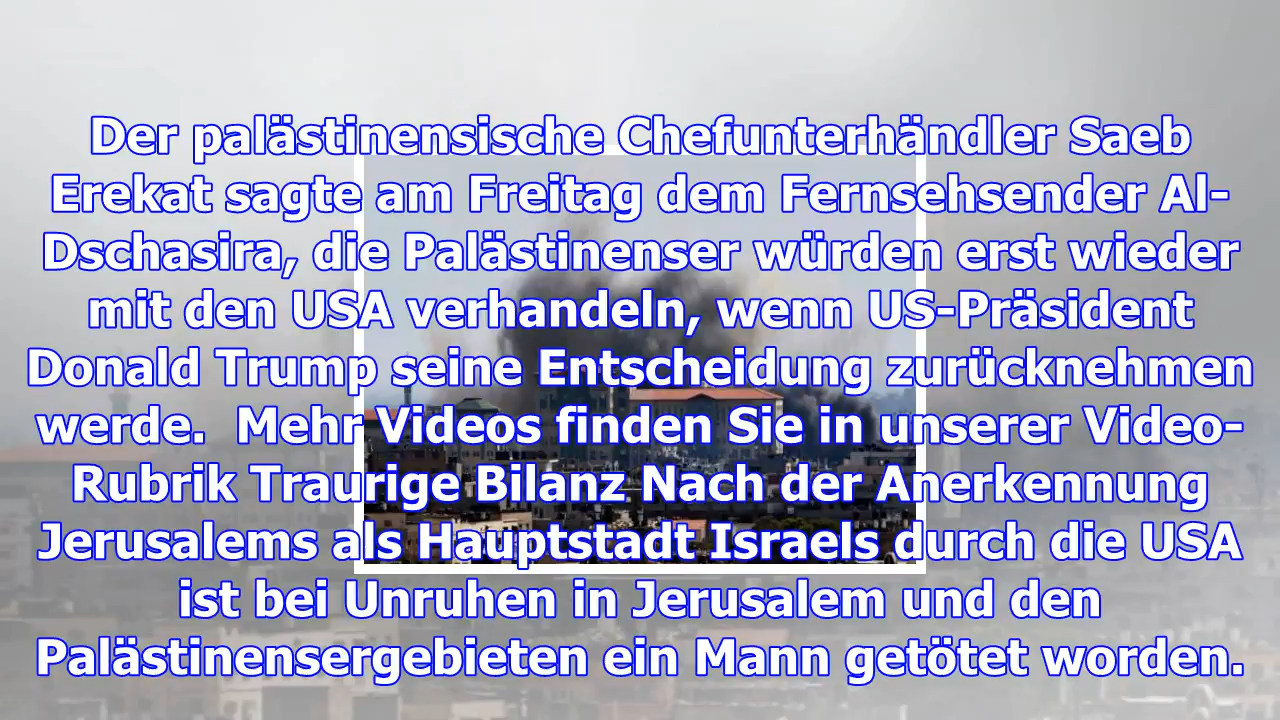 Der palästinensische Chefunterhändler Saeb
Erekat sagte am Freitag dem Fernsehsender Al-
Dschasira, die Palästinenser würden erst wieder
mit den USA verhandeln, wenn US-Präsident
Donald Trump seine Entscheidung zurücknehmen
werde.  Mehr Videos finden Sie in unserer Video-
Rubrik Traurige Bilanz Nach der Anerkennung
Jerusalems als Hauptstadt Israels durch die USA
ist bei Unruhen in Jerusalem und den
Palästinensergebieten ein Mann getötet worden.